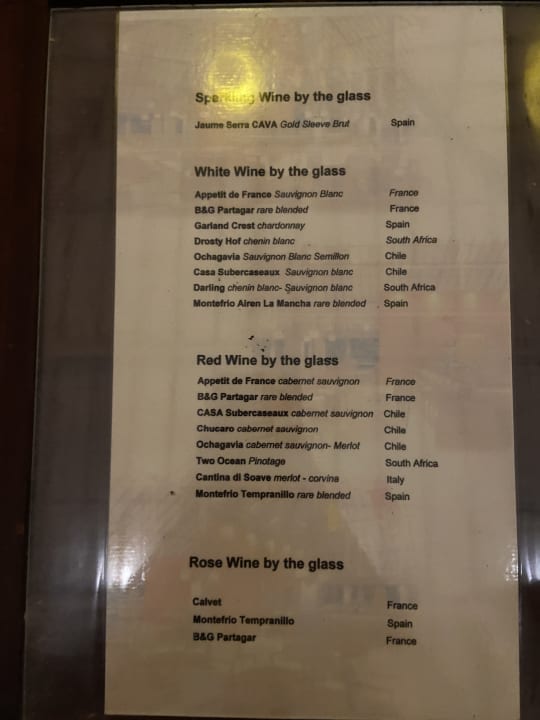 Sparkling Wine by the glass
Jaume Serra CAVA Gold Sleeve Brut Spain
White Wine by the glass
Appetit de France Sauvignon Blanc France
B&G Partagar rare blended France
Garland Crest chardonnay Spain
Drosty Hof chenin blanc South Africa
Ochagavia Sauvignon Blanc Semillon Chile
Casa Subercaseaux Sauvignon blanc Chile
Darling chenin blanc- Sauvignon blanc South Africa
Montefrio Airen La Mancha rare blended Spain
Red Wine by the glass
Appetit de France cabernet sauvignon France
B&G Partagar rare blended France
CASA Subercaseaux cabernet sauvignon Chile
Chucaro cabernet sauvignon Chile
Ochagavia cabernet sauvignon- Merlot Chile
Two Ocean Pinotage South Africa
Cantina di Soave merlot - corvina Italy
Montefrio Tempranillo rare blended Spain
Rose Wine by the glass
Calvet France
Montefrio Tempranillo Spain
B&G Partagar France